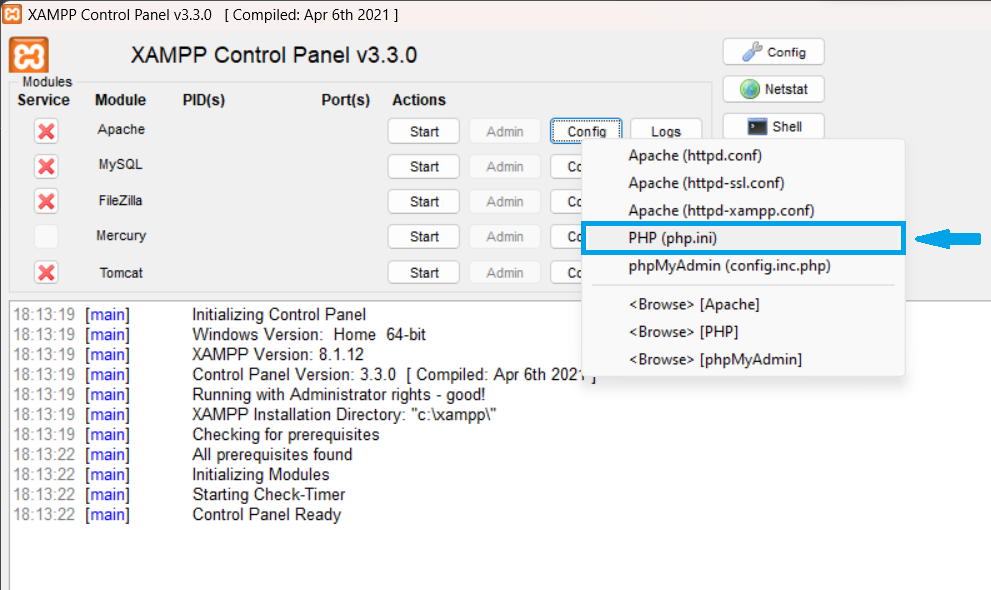 XAMPP Control Panel v3.3.0 [ Compiled: Apr 6th 2021 ]
XAMPP Control Panel v3.3.0
Config
Netstat
Shell
Modules
Service Module PID(s) Port(s) Actions
Apache Start Admin Config Logs
MySQL Start Admin Co
FileZilla Start Admin Co
Mercury Start Admin Co
Tomcat Start Admin Co
Apache (httpd.conf)
Apache (httpd-ssl.conf)
Apache (httpd-xampp.conf)
PHP (php.ini)
phpMyAdmin (config.inc.php)
<Browse> [Apache]
<Browse> [PHP]
<Browse> [phpMyAdmin]
18:13:19 [main] Initializing Control Panel
18:13:19 [main] Windows Version: Home 64-bit
18:13:19 [main] XAMPP Version: 8.1.12
18:13:19 [main] Control Panel Version: 3.3.0 [ Compiled: Apr 6th 2021 ]
18:13:19 [main] Running with Administrator rights - good!
18:13:19 [main] XAMPP Installation Directory: "c:\xampp\"
18:13:19 [main] Checking for prerequisites
18:13:22 [main] All prerequisites found
18:13:22 [main] Initializing Modules
18:13:22 [main] Starting Check-Timer
18:13:22 [main] Control Panel Ready